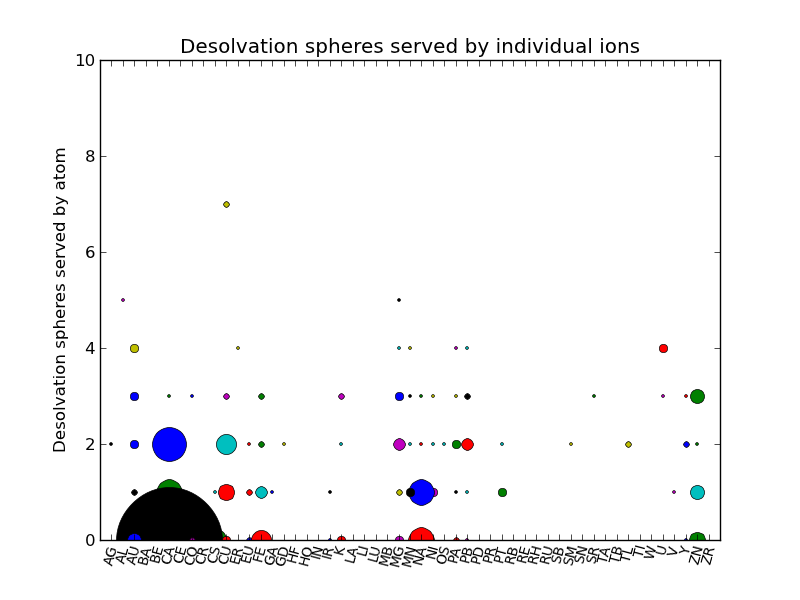 Desolvation spheres served by individual ions
Desolvation spheres served by atom
10
8
6
4
2
0
AG AL AU BA BE CA CE CO CR CS CU ER EU FE GA GD HF HO IN IR K LA LI LU MB MG MN NA NI OS PA PB PD PR PT RB RE RH RU SB SM SN SR TA TB TL TI W U V Y ZN ZR